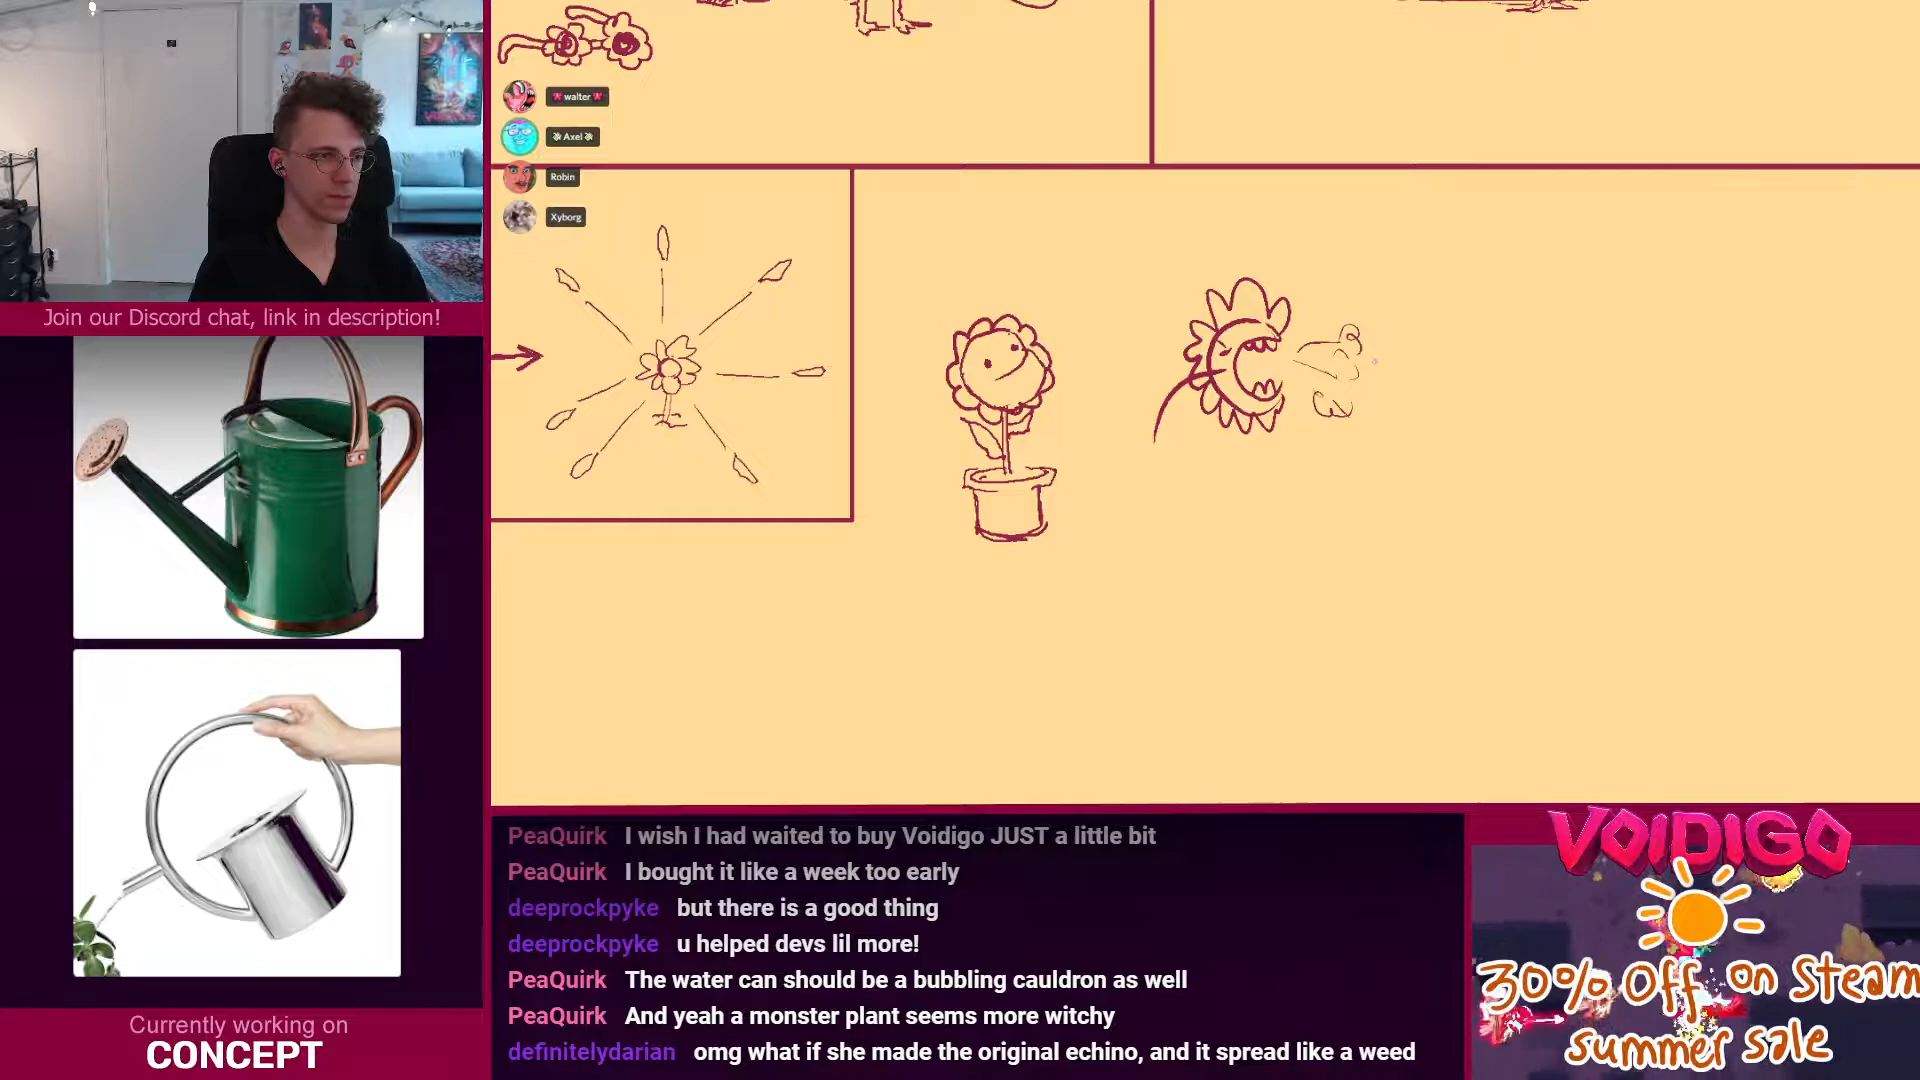 walter
Axel
Robin
Xyborg
Join our Discord chat, link in description!
PeaQuirk I wish I had waited to buy Voidigo JUST a little bit
PeaQuirk I bought it like a week too early
deeprockpyke but there is a good thing
deeprockpyke u helped devs lil more!
PeaQuirk The water can should be a bubbling cauldron as well
PeaQuirk And yeah a monster plant seems more witchy
definitelydarian omg what if she made the original echino, and it spread like a weed
Currently working on
CONCEPT
VOIDIGO
30% Off on Steam
summer sale